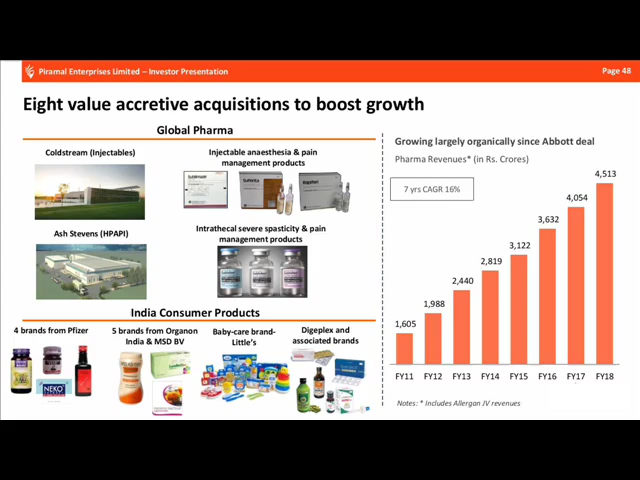 Piramal Enterprises Limited – Investor Presentation
Page 48
Eight value accretive acquisitions to boost growth
Global Pharma
Coldstream (Injectables)
Injectable anaesthesia & pain
management products
Sublimaze
Sufenta
Rapifen
Ash Stevens (HPAPI)
Intrathecal severe spasticity & pain
management products
India Consumer Products
4 brands from Pfizer
5 brands from Organon
India & MSD BV
Baby-care brand-
Little's
Digeplex and
associated brands
NEKO
Growing largely organically since Abbott deal
Pharma Revenues* (in Rs. Crores)
7 yrs CAGR 16%
1,605
1,988
2,440
2,819
3,122
3,632
4,054
4,513
FY11 FY12 FY13 FY14 FY15 FY16 FY17 FY18
Notes: * Includes Allergan JV revenues